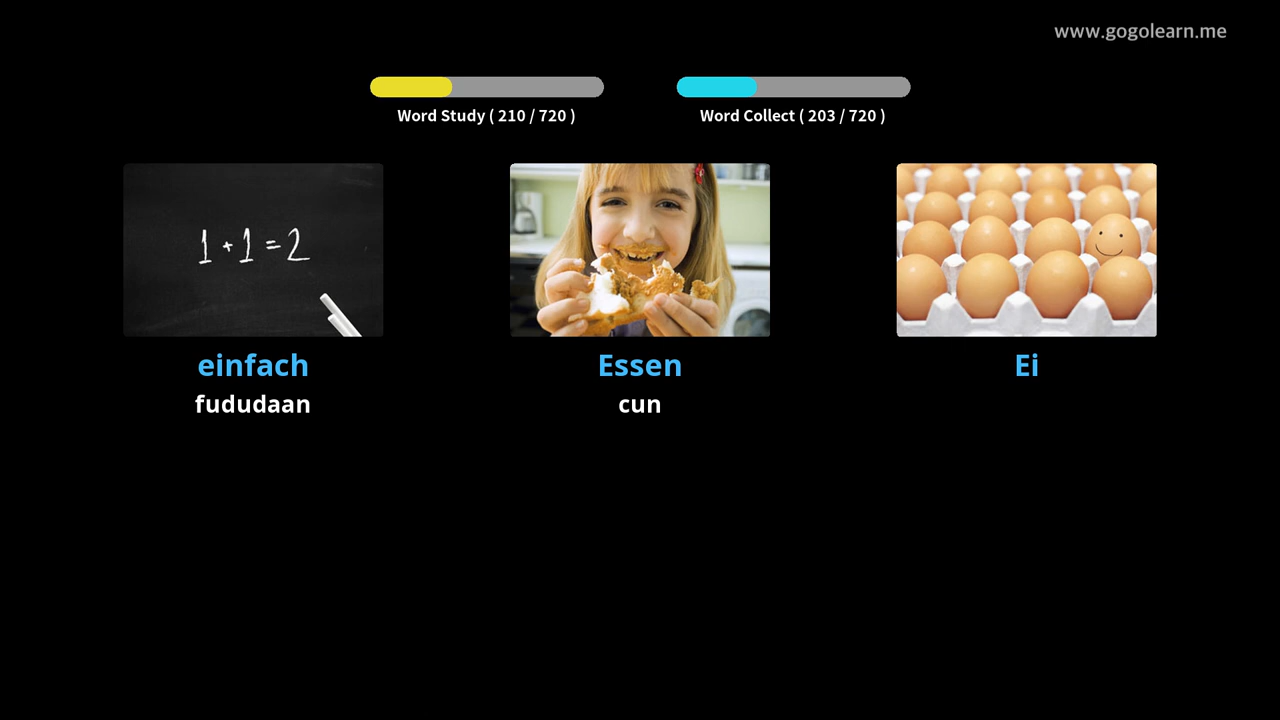 www.gogolearn.me
Word Study ( 210 / 720 )
Word Collect ( 203 / 720 )
1 + 1 = 2
einfach
Essen
Ei
fududaan
cun